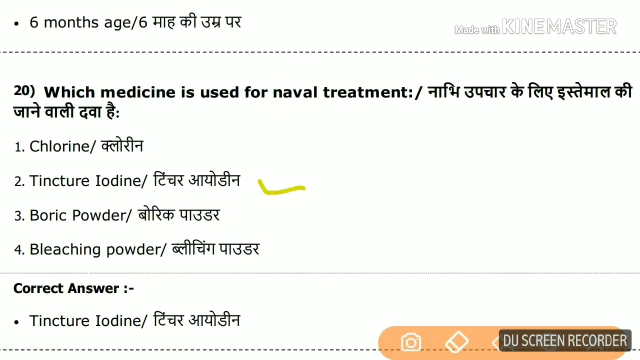 • 6 months age/6 माह की उम्र पर
Made with KINEMASTER
20) Which medicine is used for naval treatment:/ नाभि उपचार के लिए इस्तेमाल की
जाने वाली दवा है:
1. Chlorine/ क्लोरीन
2. Tincture Iodine/ टिंचर आयोडीन
3. Boric Powder/ बोरिक पाउडर
4. Bleaching powder/ ब्लीचिंग पाउडर
Correct Answer :-
• Tincture Iodine/ टिंचर आयोडीन
DU SCREEN RECORDER